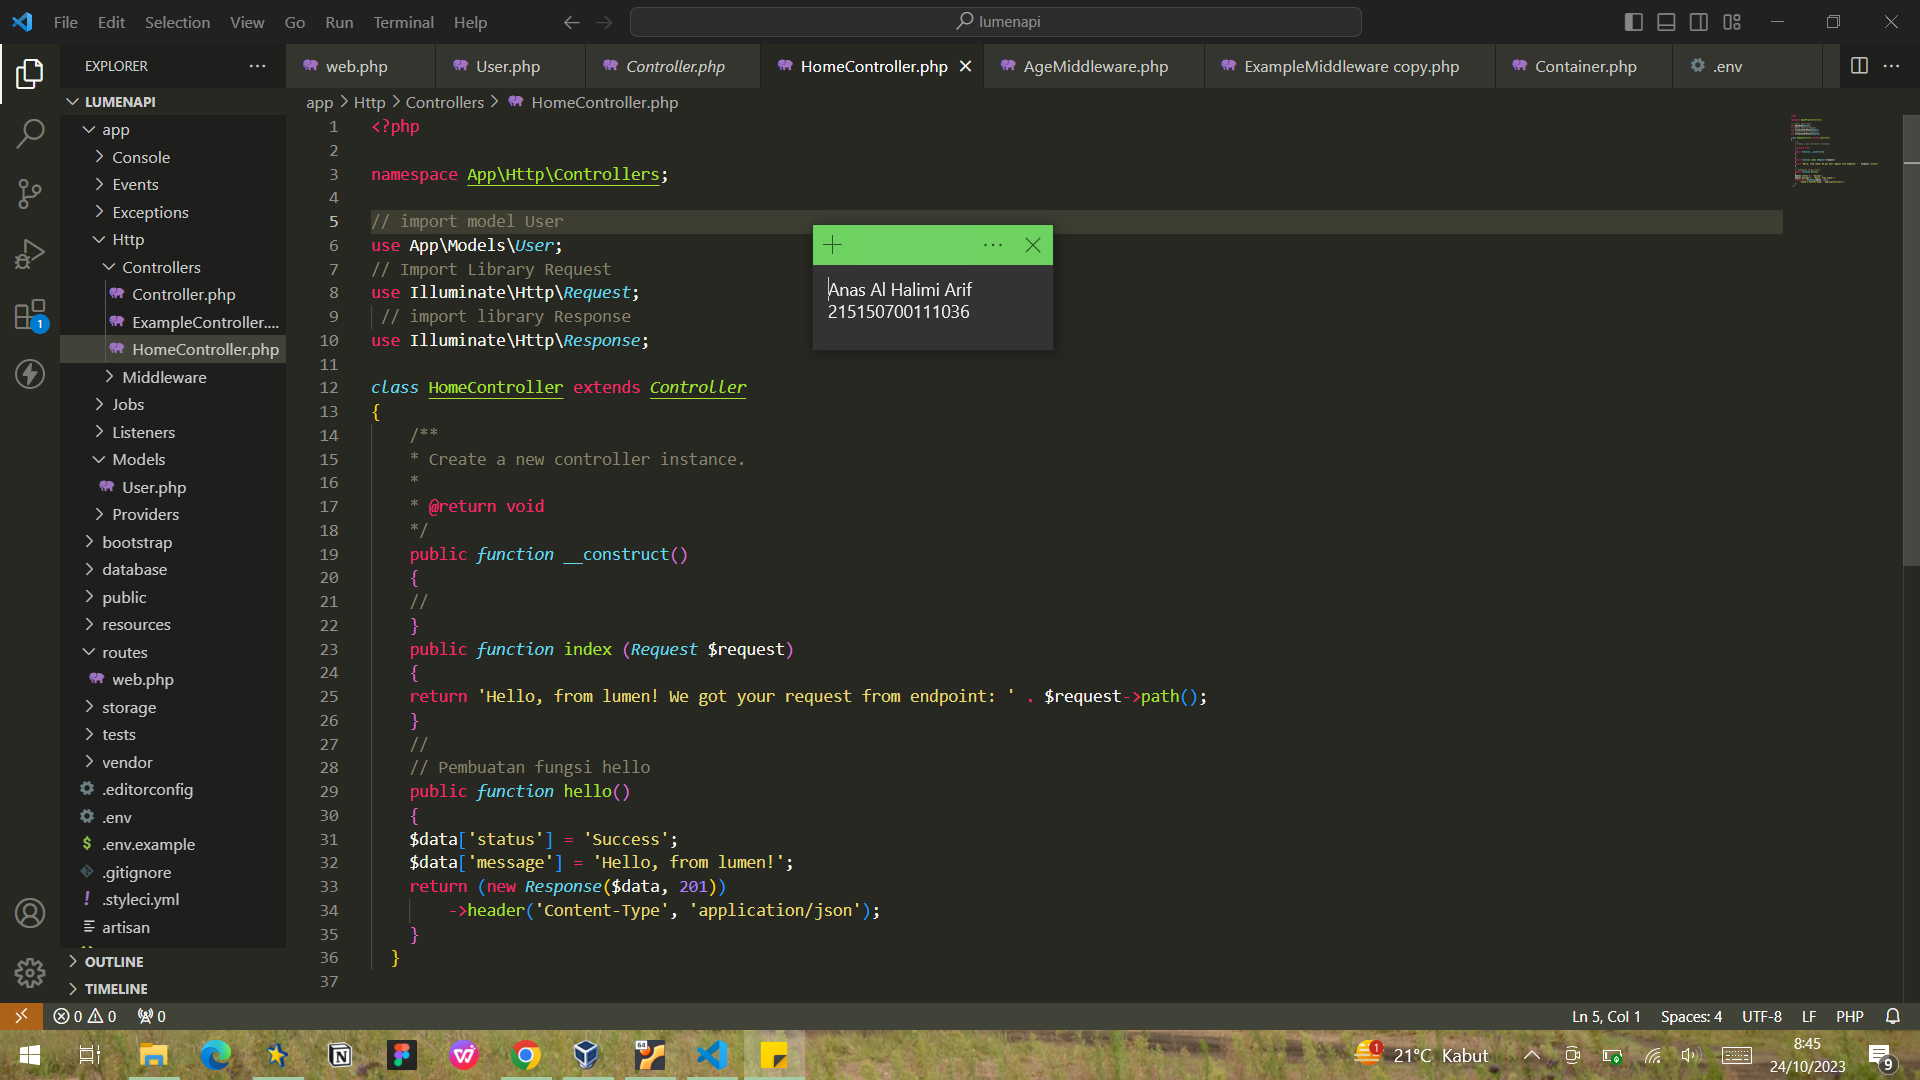 File Edit Selection View Go Run Terminal Help
lumenapi
EXPLORER
web.php
User.php
Controller.php
HomeController.php
AgeMiddleware.php
ExampleMiddleware copy.php
Container.php
.env
LUMENAPI
app
Console
Events
Exceptions
Http
Controllers
Controller.php
ExampleController....
HomeController.php
Middleware
Jobs
Listeners
Models
User.php
Providers
bootstrap
database
public
resources
routes
web.php
storage
tests
vendor
.editorconfig
.env
.env.example
.gitignore
.styleci.yml
artisan
OUTLINE
TIMELINE
1
app > Http > Controllers > HomeController.php
1 <?php
2
3 namespace App\Http\Controllers;
4
5 // import model User
6 use App\Models\User;
7 // Import Library Request
8 use Illuminate\Http\Request;
9 // import library Response
10 use Illuminate\Http\Response;
11
12 class HomeController extends Controller
13 {
14 /**
15 * Create a new controller instance.
16 *
17 * @return void
18 */
19 public function __construct()
20 {
21 //
22 }
23 public function index (Request $request)
24 {
25 return 'Hello, from lumen! We got your request from endpoint: ' . $request->path();
26 }
27 //
28 // Pembuatan fungsi hello
29 public function hello()
30 {
31 $data['status'] = 'Success';
32 $data['message'] = 'Hello, from lumen!';
33 return (new Response($data, 201))
34 ->header('Content-Type', 'application/json');
35 }
36 }
37
Anas Al Halimi Arif
215150700111036
0 0 0
Ln 5, Col 1 Spaces: 4 UTF-8 LF PHP
64
1
21°C Kabut
8:45
24/10/2023
9